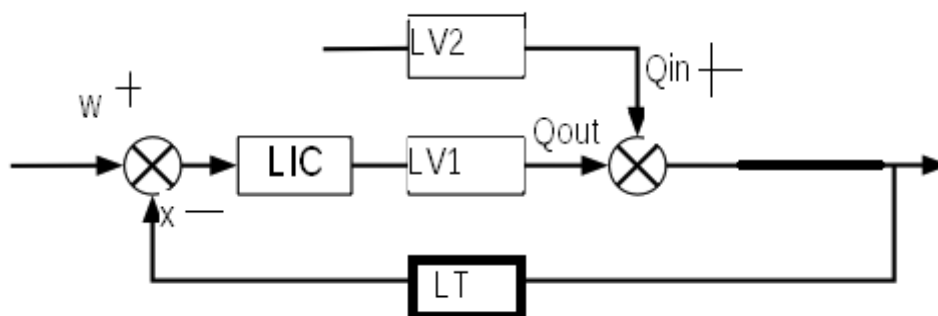 LV2
Qin +
w +
Qout
LIC
LV1
x —
LT